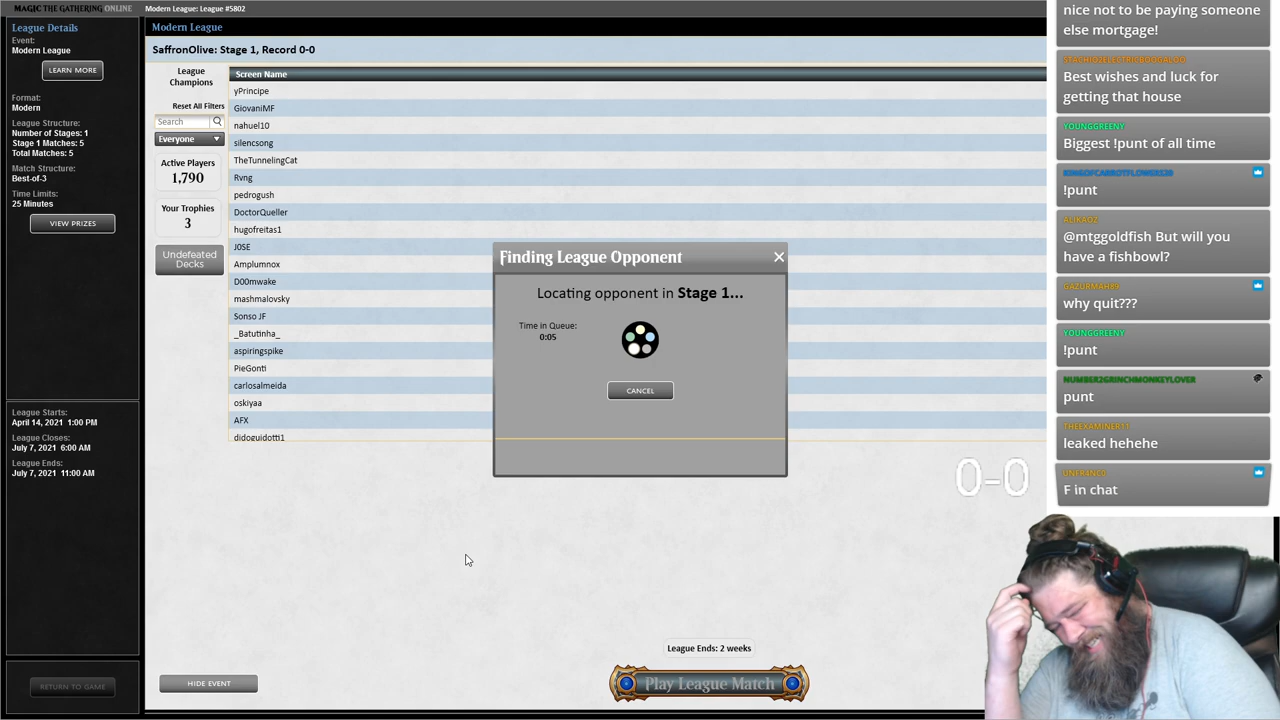 MAGIC THE GATHERING ONLINE
Modern League: League #5802
League Details
Event:
Modern League
LEARN MORE
Format:
Modern
League Structure:
Number of Stages: 1
Stage 1 Matches: 5
Total Matches: 5
Match Structure:
Best-of-3
Time Limits:
25 Minutes
VIEW PRIZES
League Starts:
April 14, 2021 1:00 PM
League Closes:
July 7, 2021 6:00 AM
League Ends:
July 7, 2021 11:00 AM
RETURN TO GAME
Modern League
SaffronOlive: Stage 1, Record 0-0
League
Champions
Reset All Filters
Search
Everyone
Active Players
1,790
Your Trophies
3
Undefeated
Decks
Screen Name
yPrincipe
GiovaniMF
nahuel10
silencsong
TheTunnelingCat
Rvng
pedrogush
DoctorQueller
hugofreitas1
J0SE
Amplumnox
D00mwake
mashmalovsky
Sonso JF
_Batutinha_
aspiringspike
PieGonti
carlosalmeida
oskiyaa
AFX
didoguidotti1
Finding League Opponent
Locating opponent in Stage 1...
Time in Queue:
0:05
CANCEL
0-0
League Ends: 2 weeks
Play League Match
HIDE EVENT
nice not to be paying someone
else mortgage!
Best wishes and luck for
getting that house
YOUNGGREENY
Biggest !punt of all time
!punt
ALIKAOZ
@mtggoldfish But will you
have a fishbowl?
GAZURMAH89
why quit???
YOUNGGREENY
!punt
NUMBER2GRINCHMONKEYLOVER
punt
THEEXAMINER11
leaked hehehe
F in chat